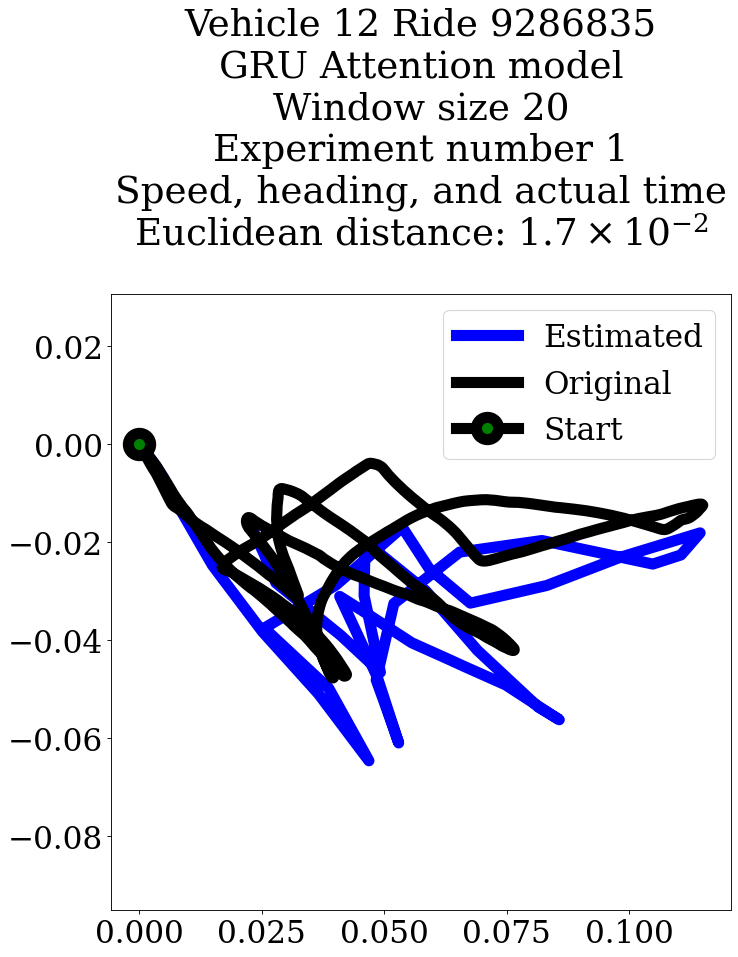 Vehicle 12 Ride 9286835
GRU Attention model
Window size 20
Experiment number 1
Speed, heading, and actual time
Euclidean distance: 1.7 × 10⁻²
Estimated
Original
Start
0.02
0.00
−0.02
−0.04
−0.06
−0.08
0.000 0.025 0.050 0.075 0.100